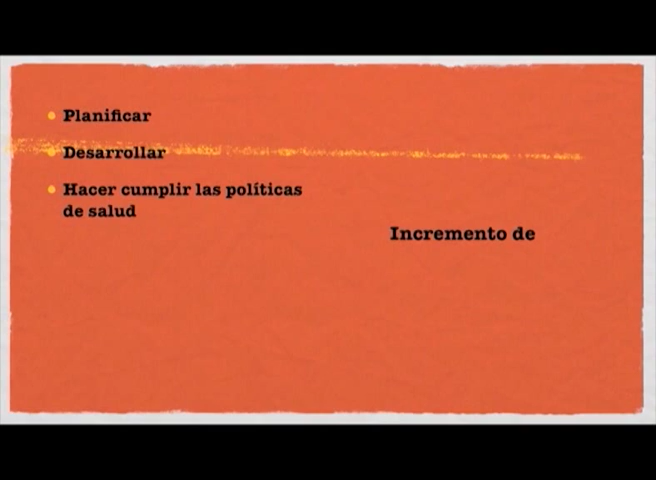 Planificar
Desarrollar
Hacer cumplir las políticas
de salud
Incremento de